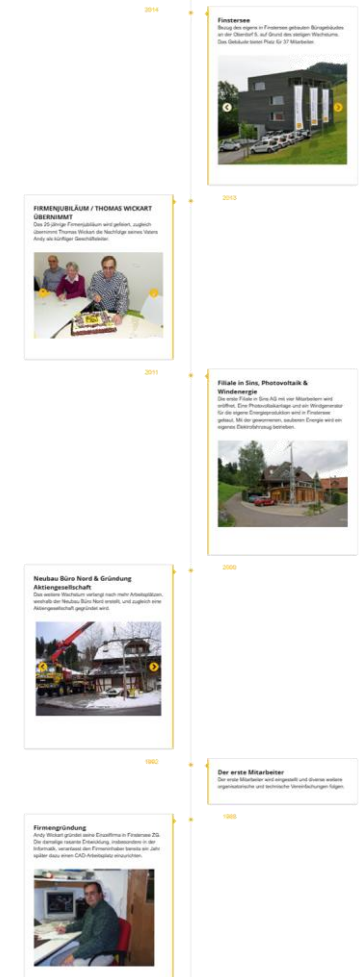 2014
Finstersee
Bezug des eigens in Finstersee gebauten Bürogebäudes
an der Oberdorf 5, auf Grund des stetigen Wachstums.
Das Gebäude bietet Platz für 37 Mitarbeiter.
2013
FIRMENJUBILÄUM / THOMAS WICKART
ÜBERNIMMT
Das 25-jährige Firmenjubiläum wird gefeiert, zugleich
übernimmt Thomas Wickart die Nachfolge seines Vaters
Andy als künftiger Geschäftsleiter.
2011
Filiale in Sins, Photovoltaik &
Windenergie
Die erste Filiale in Sins AG mit vier Mitarbeitern wird
eröffnet. Eine Photovoltaikanlage und ein Windgenerator
für die eigene Energieproduktion wird in Finstersee
gebaut. Mit der gewonnenen, sauberen Energie wird ein
eigenes Elektrofahrzeug betrieben.
Neubau Büro Nord & Gründung
Aktiengesellschaft
Das weitere Wachstum verlangt nach mehr Arbeitsplätzen,
weshalb der Neubau Büro Nord erstellt, und zugleich eine
Aktiengesellschaft gegründet wird.
1992
Der erste Mitarbeiter
Der erste Mitarbeiter wird eingestellt und diverse weitere
organisatorische und technische Vereinfachungen folgen.
Firmengründung
Andy Wickart gründet seine Einzelfirma in Finstersee ZG.
Die damalige rasante Entwicklung, insbesondere in der
Informatik, veranlasst den Firmeninhaber bereits ein Jahr
später dazu einen CAD-Arbeitsplatz einzurichten.